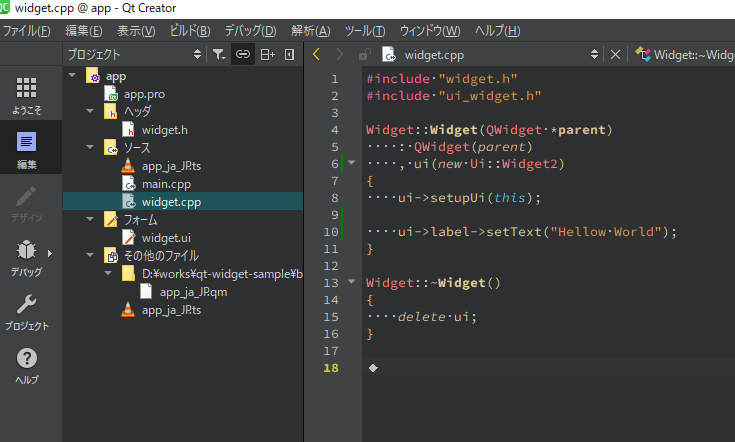 widget.cpp @ app - Qt Creator
ファイル(F) 編集(E) 表示(V) ビルド(B) デバッグ(D) 解析(A) ツール(T) ウィンドウ(W) ヘルプ(H)
プロジェクト
widget.cpp
Widget::~Widg
ようこそ
編集
デザイン
デバッグ
プロジェクト
ヘルプ
app
app.pro
ヘッダ
widget.h
ソース
app_ja_JP.ts
main.cpp
widget.cpp
フォーム
widget.ui
その他のファイル
D:¥works¥qt-widget-sample¥b
app_ja_JP.qm
app_ja_JP.ts
1 #include "widget.h"
2 #include "ui_widget.h"
3
4 Widget::Widget(QWidget *parent)
5     : QWidget(parent)
6     , ui(new Ui::Widget2)
7 {
8     ui->setupUi(this);
9
10     ui->label->setText("Hellow World");
11 }
12
13 Widget::~Widget()
14 {
15     delete ui;
16 }
17
18